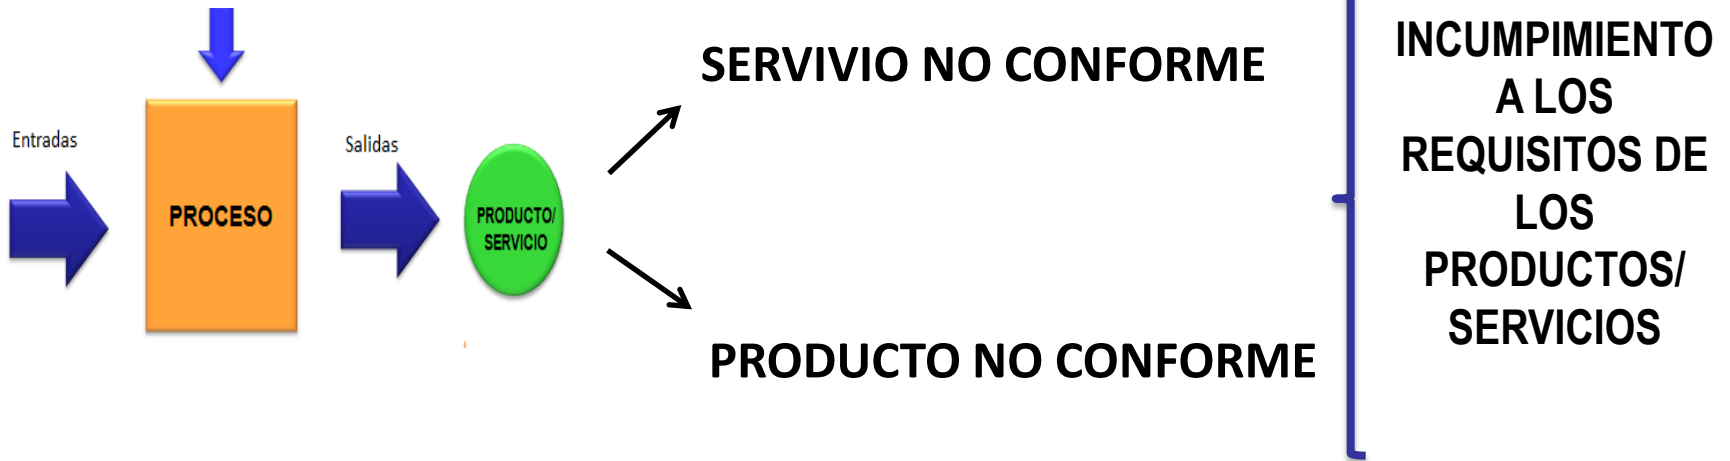 Entradas
PROCESO
Salidas
PRODUCTO/
SERVICIO
SERVIVIO NO CONFORME
PRODUCTO NO CONFORME
INCUMPIMIENTO
A LOS
REQUISITOS DE
LOS
PRODUCTOS/
SERVICIOS